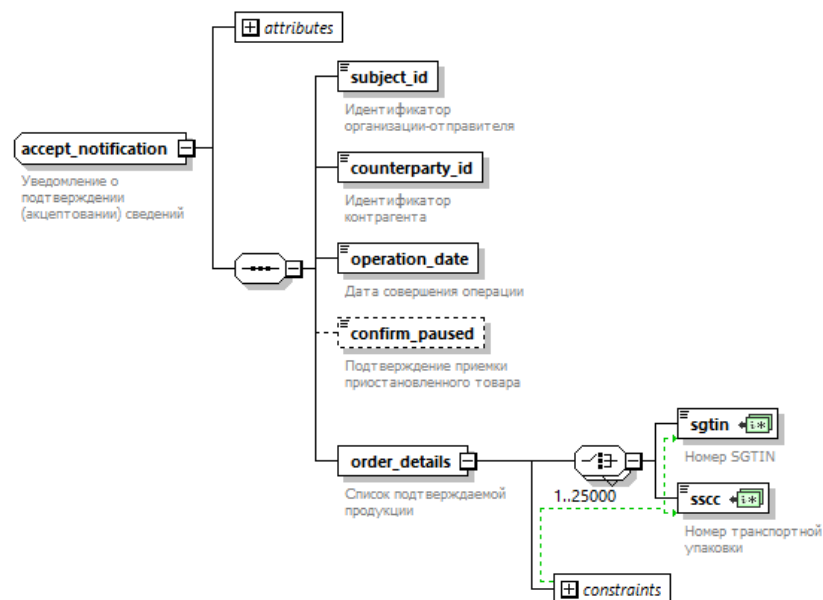 attributes
subject_id
Идентификатор
организации-отправителя
accept_notification
Уведомление о
подтверждении
(акцептовании) сведений
counterparty_id
Идентификатор
контрагента
operation_date
Дата совершения операции
confirm_paused
Подтверждение приемки
приостановленного товара
order_details
Список подтверждаемой
продукции
1..25000
sgtin
i*
Номер SGTIN
sscc
i*
Номер транспортной
упаковки
constraints